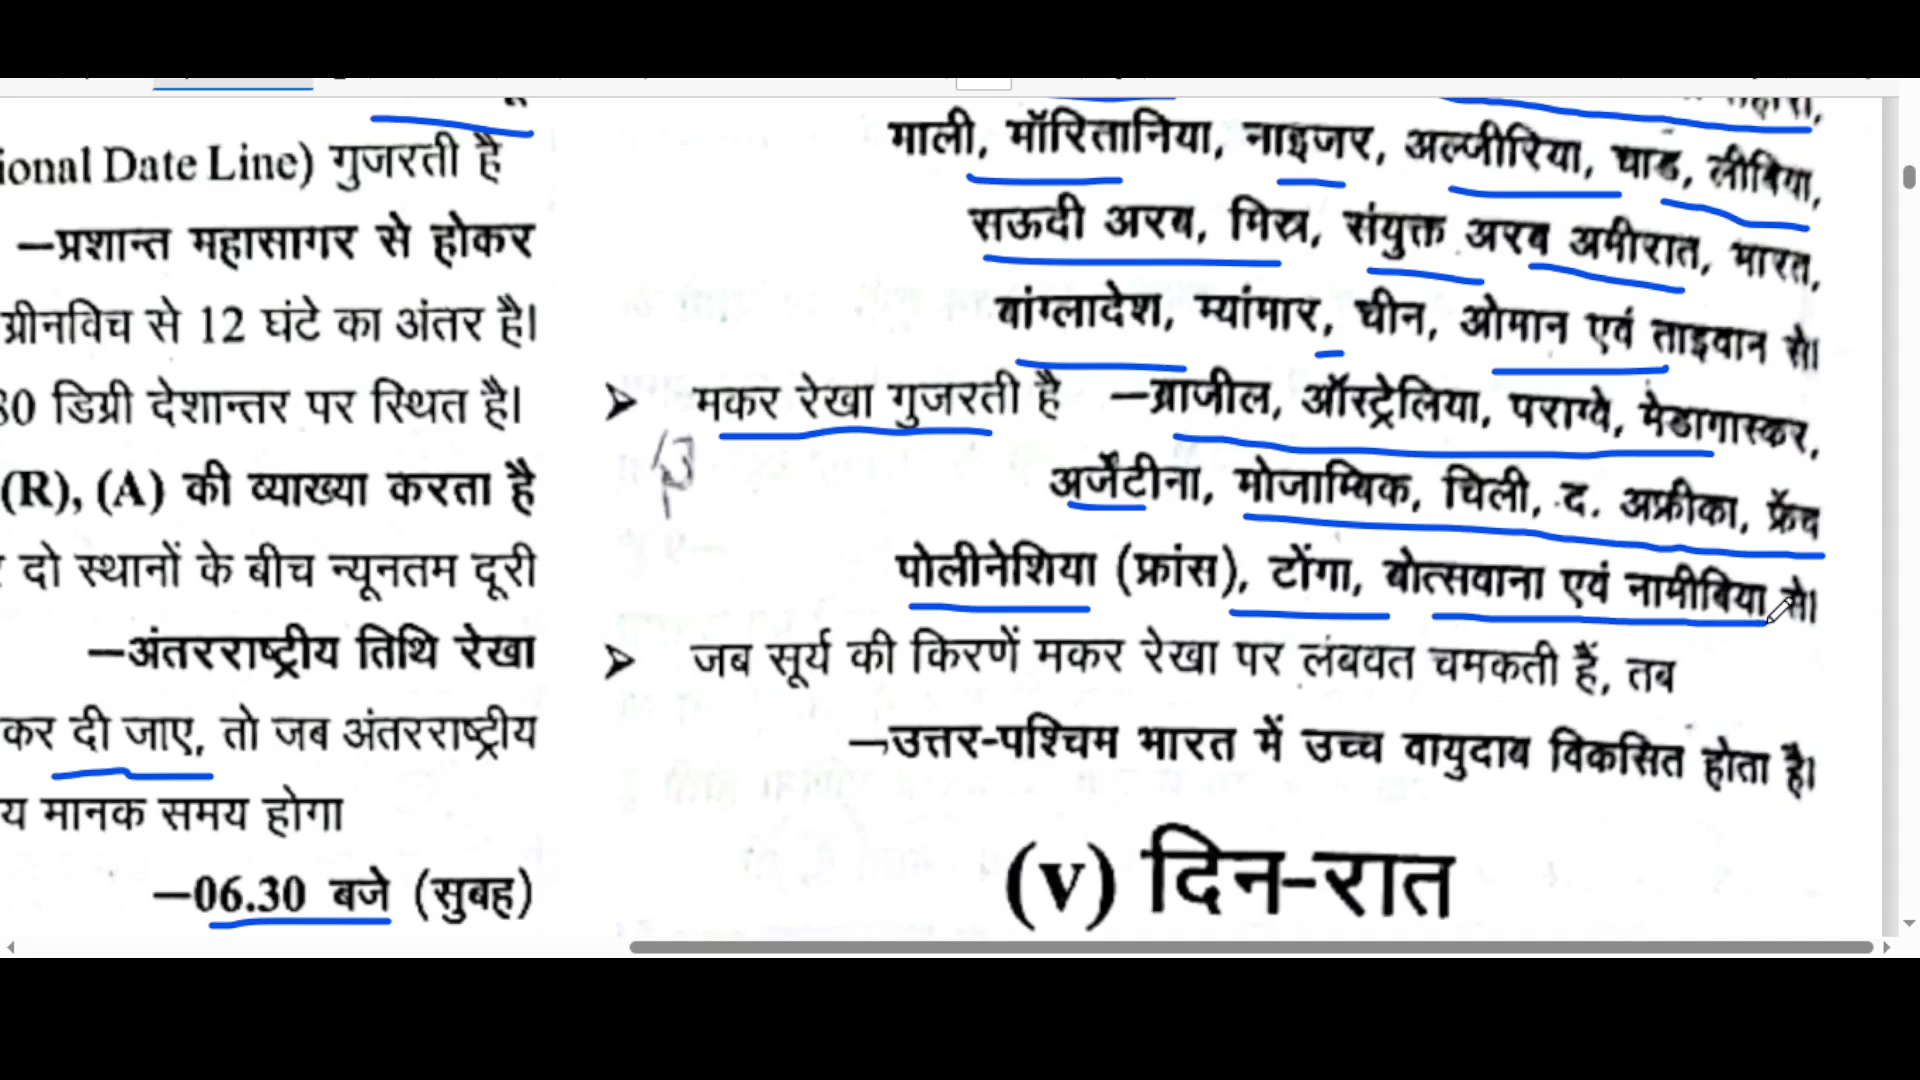 ional Date Line) गुजरती है
—प्रशान्त महासागर से होकर
ग्रीनविच से 12 घंटे का अंतर है।
80 डिग्री देशान्तर पर स्थित है।
(R), (A) की व्याख्या करता है
दो स्थानों के बीच न्यूनतम दूरी
—अंतरराष्ट्रीय तिथि रेखा
कर दी जाए, तो जब अंतरराष्ट्रीय
य मानक समय होगा
—06.30 बजे (सुबह)
माली, मॉरितानिया, नाइजर, अल्जीरिया, चाड, लीबिया,
सऊदी अरब, मिस्र, संयुक्त अरब अमीरात, भारत,
बांग्लादेश, म्यांमार, चीन, ओमान एवं ताइवान से।
➤ मकर रेखा गुजरती है —ब्राजील, ऑस्ट्रेलिया, पराग्वे, मेडागास्कर,
अर्जेंटीना, मोजाम्बिक, चिली, द. अफ्रीका, फ्रेंच
पोलीनेशिया (फ्रांस), टोंगा, बोत्सवाना एवं नामीबिया से।
➤ जब सूर्य की किरणें मकर रेखा पर लंबवत चमकती हैं, तब
—उत्तर-पश्चिम भारत में उच्च वायुदाब विकसित होता है।
(v) दिन-रात